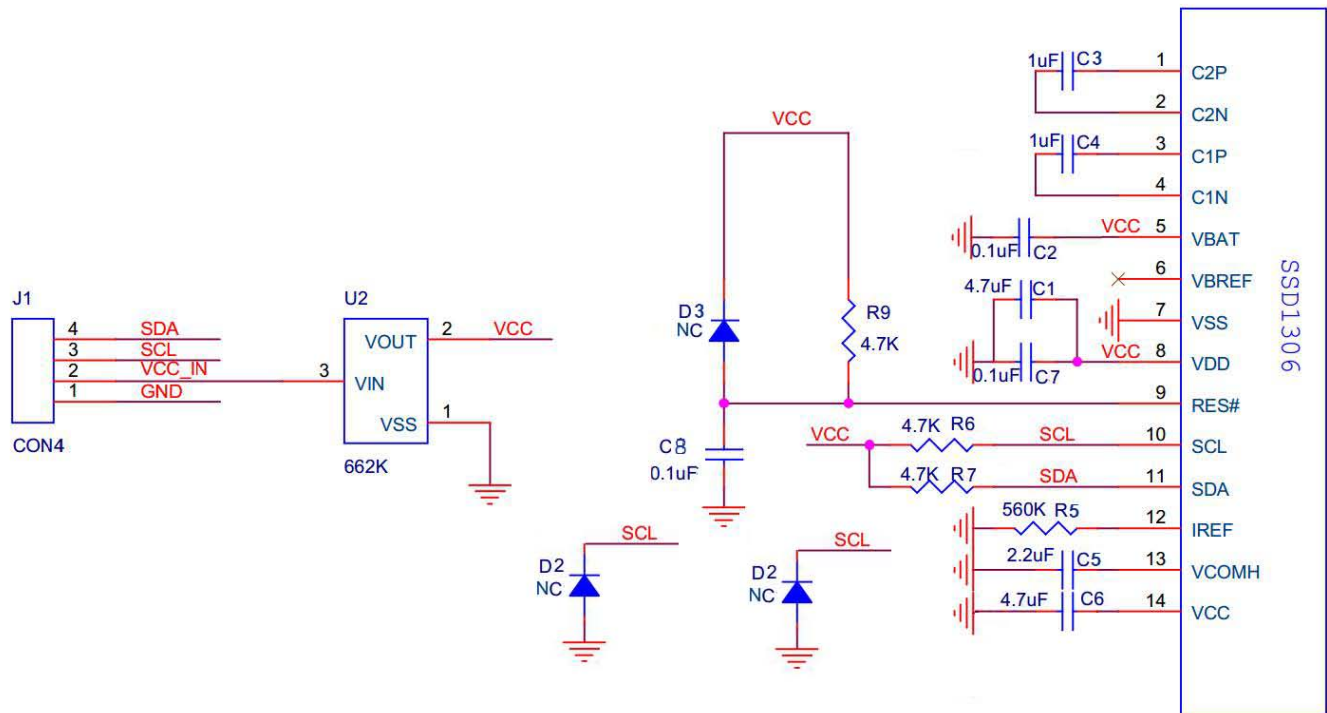 J1
4 SDA
3 SCL
2 VCC_IN
1 GND
CON4
U2
VOUT 2 VCC
3 VIN
VSS 1
662K
VCC
D3
NC
R9
4.7K
C8
0.1uF
D2
NC
SCL
D2
NC
SCL
1uF C3 1 C2P
2 C2N
1uF C4 3 C1P
4 C1N
0.1uF C2 VCC 5 VBAT
6 VBREF
4.7uF C1
7 VSS
0.1uF C7 VCC 8 VDD
9 RES#
VCC 4.7K R6 SCL 10 SCL
4.7K R7 SDA 11 SDA
560K R5 12 IREF
2.2uF C5 13 VCOMH
4.7uF C6 14 VCC
SSD1306